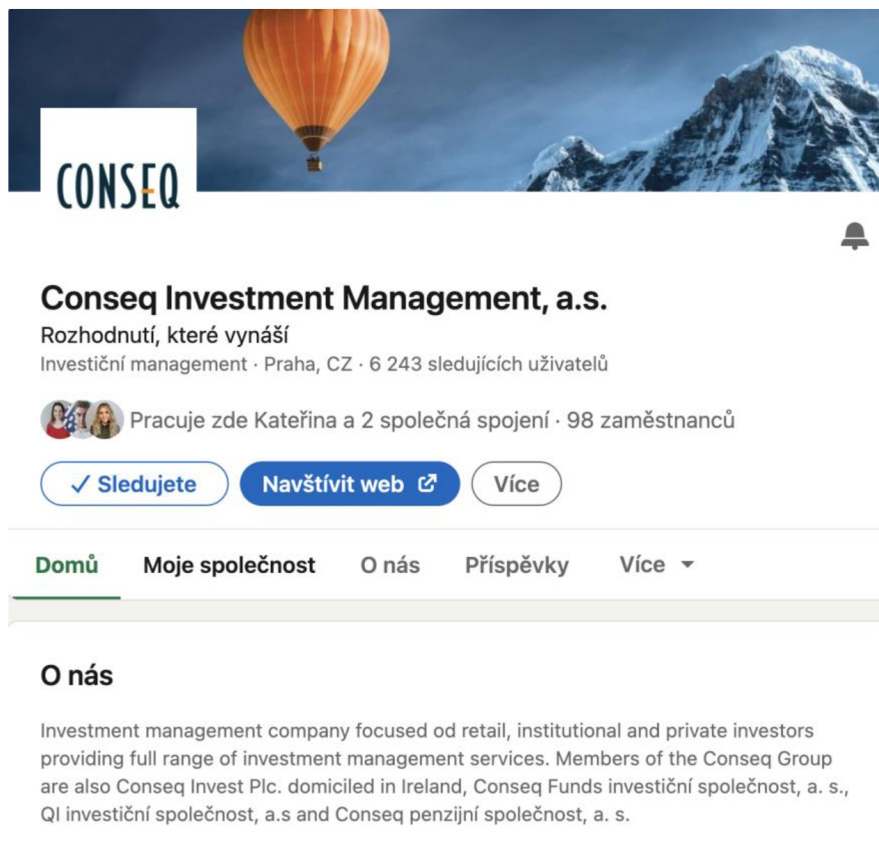 CONSEQ
Conseq Investment Management, a.s.
Rozhodnutí, které vynáší
Investiční management · Praha, CZ · 6 243 sledujících uživatelů
Pracuje zde Kateřina a 2 společná spojení · 98 zaměstnanců
✓ Sledujete Navštívit web Více
Domů Moje společnost O nás Příspěvky Více
O nás
Investment management company focused od retail, institutional and private investors
providing full range of investment management services. Members of the Conseq Group
are also Conseq Invest Plc. domiciled in Ireland, Conseq Funds investiční společnost, a. s.,
QI investiční společnost, a.s and Conseq penzijní společnost, a. s.